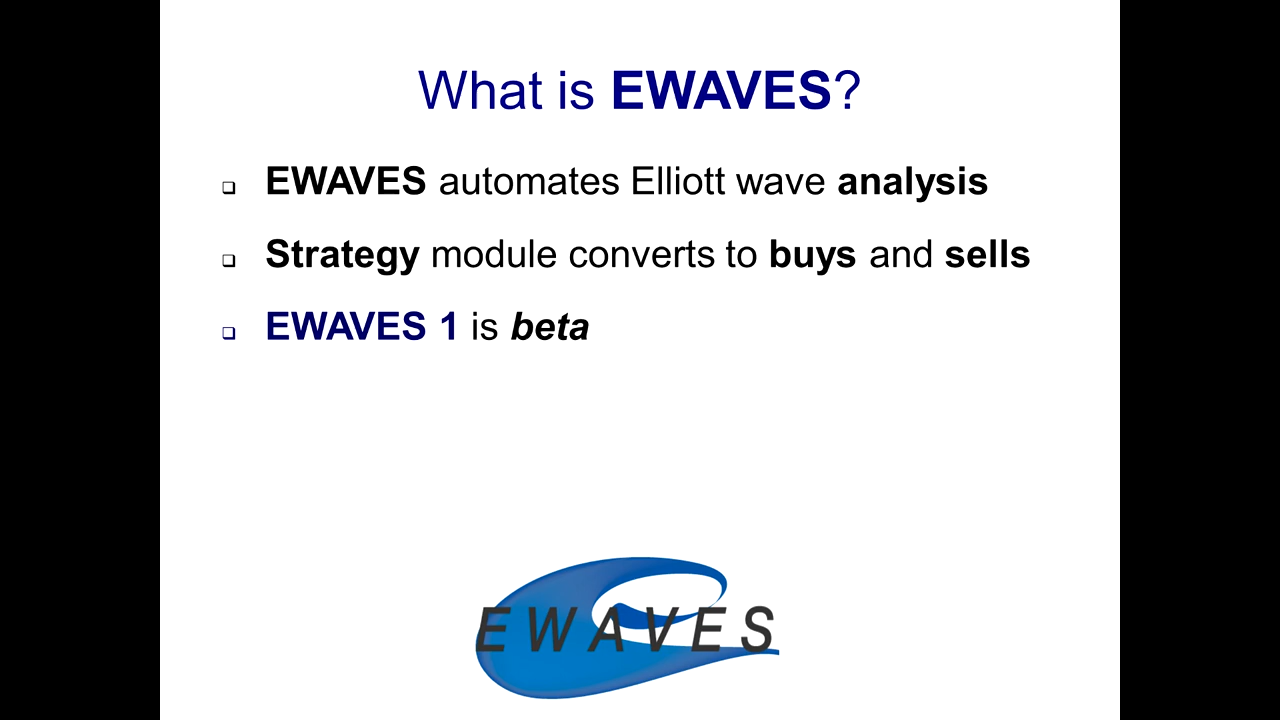 What is EWAVES?
❑ EWAVES automates Elliott wave analysis
❑ Strategy module converts to buys and sells
❑ EWAVES 1 is beta
EWAVES